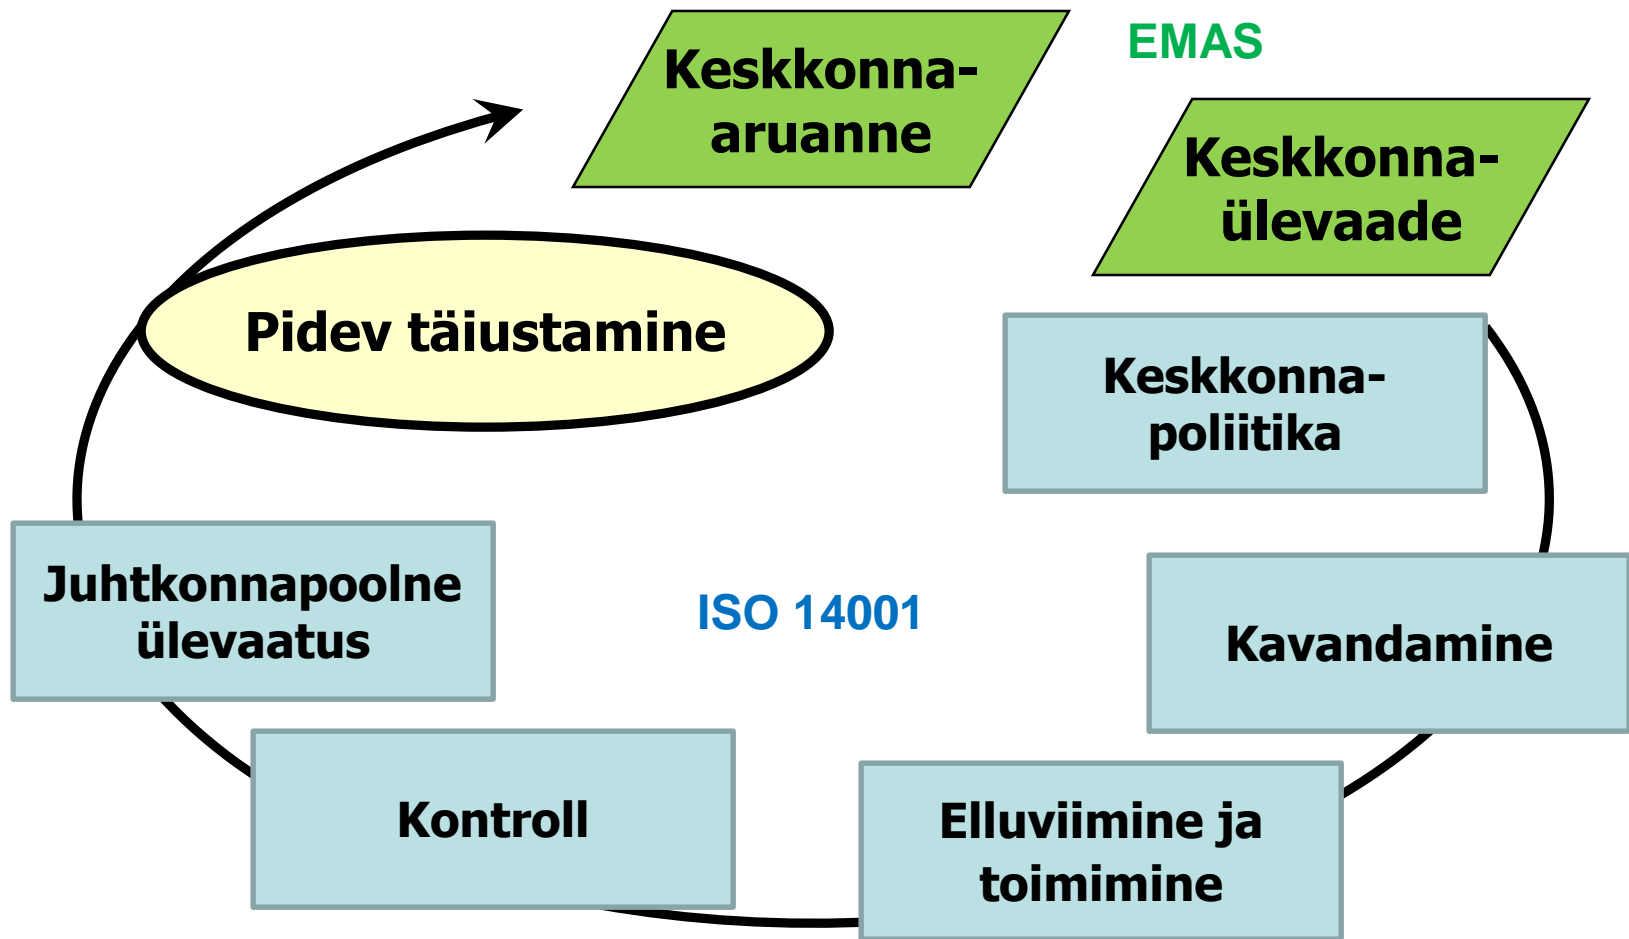 EMAS
Keskkonna-
aruanne
Keskkonna-
ülevaade
Pidev täiustamine
Keskkonna-
poliitika
Juhtkonnapoolne
ülevaatus
ISO 14001
Kavandamine
Kontroll
Elluviimine ja
toimimine